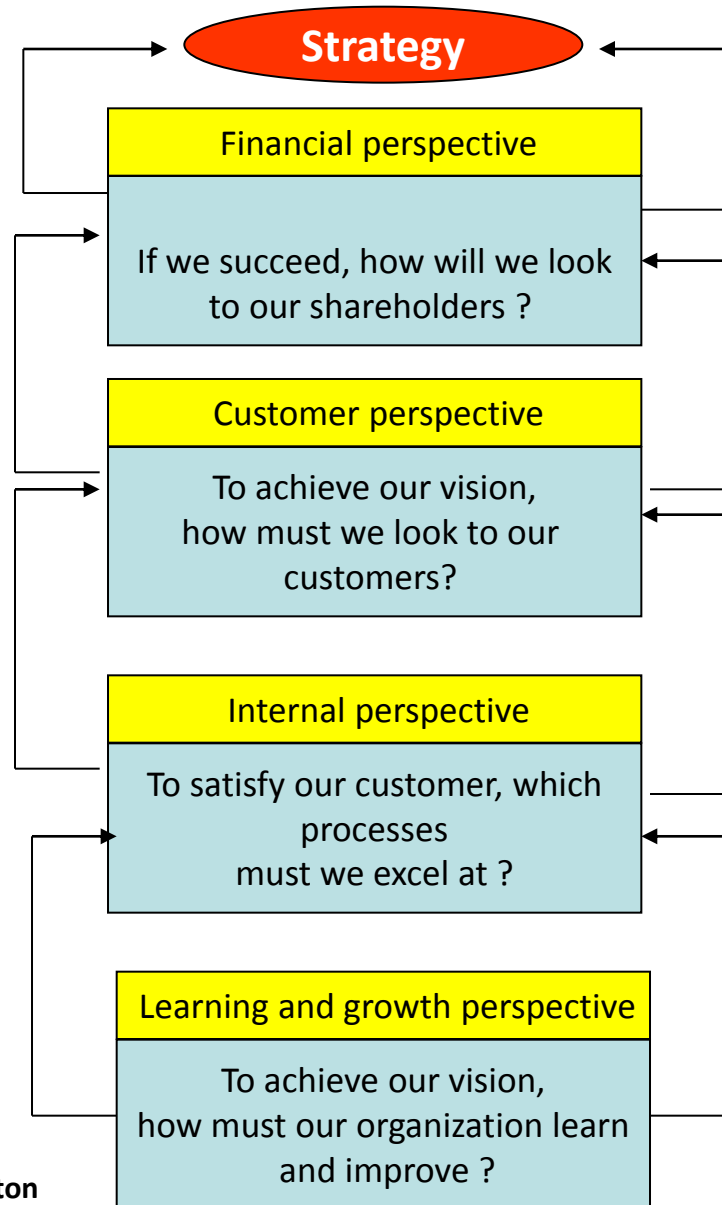 Strategy
Financial perspective
If we succeed, how will we look
to our shareholders ?
Customer perspective
To achieve our vision,
how must we look to our
customers?
Internal perspective
To satisfy our customer, which
processes
must we excel at ?
Learning and growth perspective
To achieve our vision,
how must our organization learn
and improve ?
ton